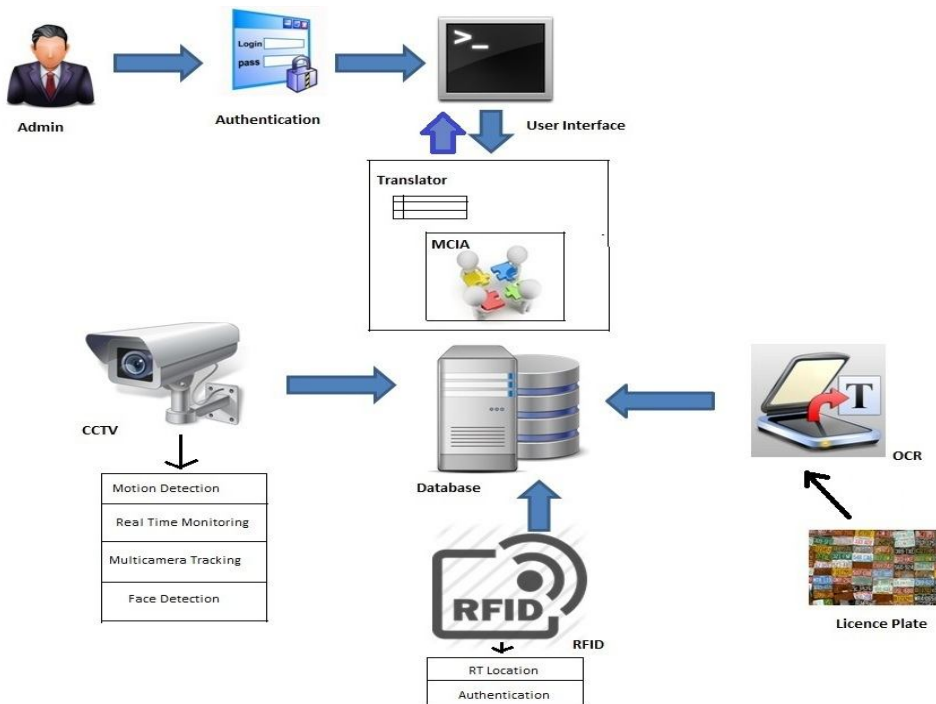 Login
pass
>_
Admin
Authentication
User Interface
Translator
MCIA
CCTV
Motion Detection
Real Time Monitoring
Multicamera Tracking
Face Detection
Database
T
OCR
RFID
RFID
RT Location
Authentication
Licence Plate